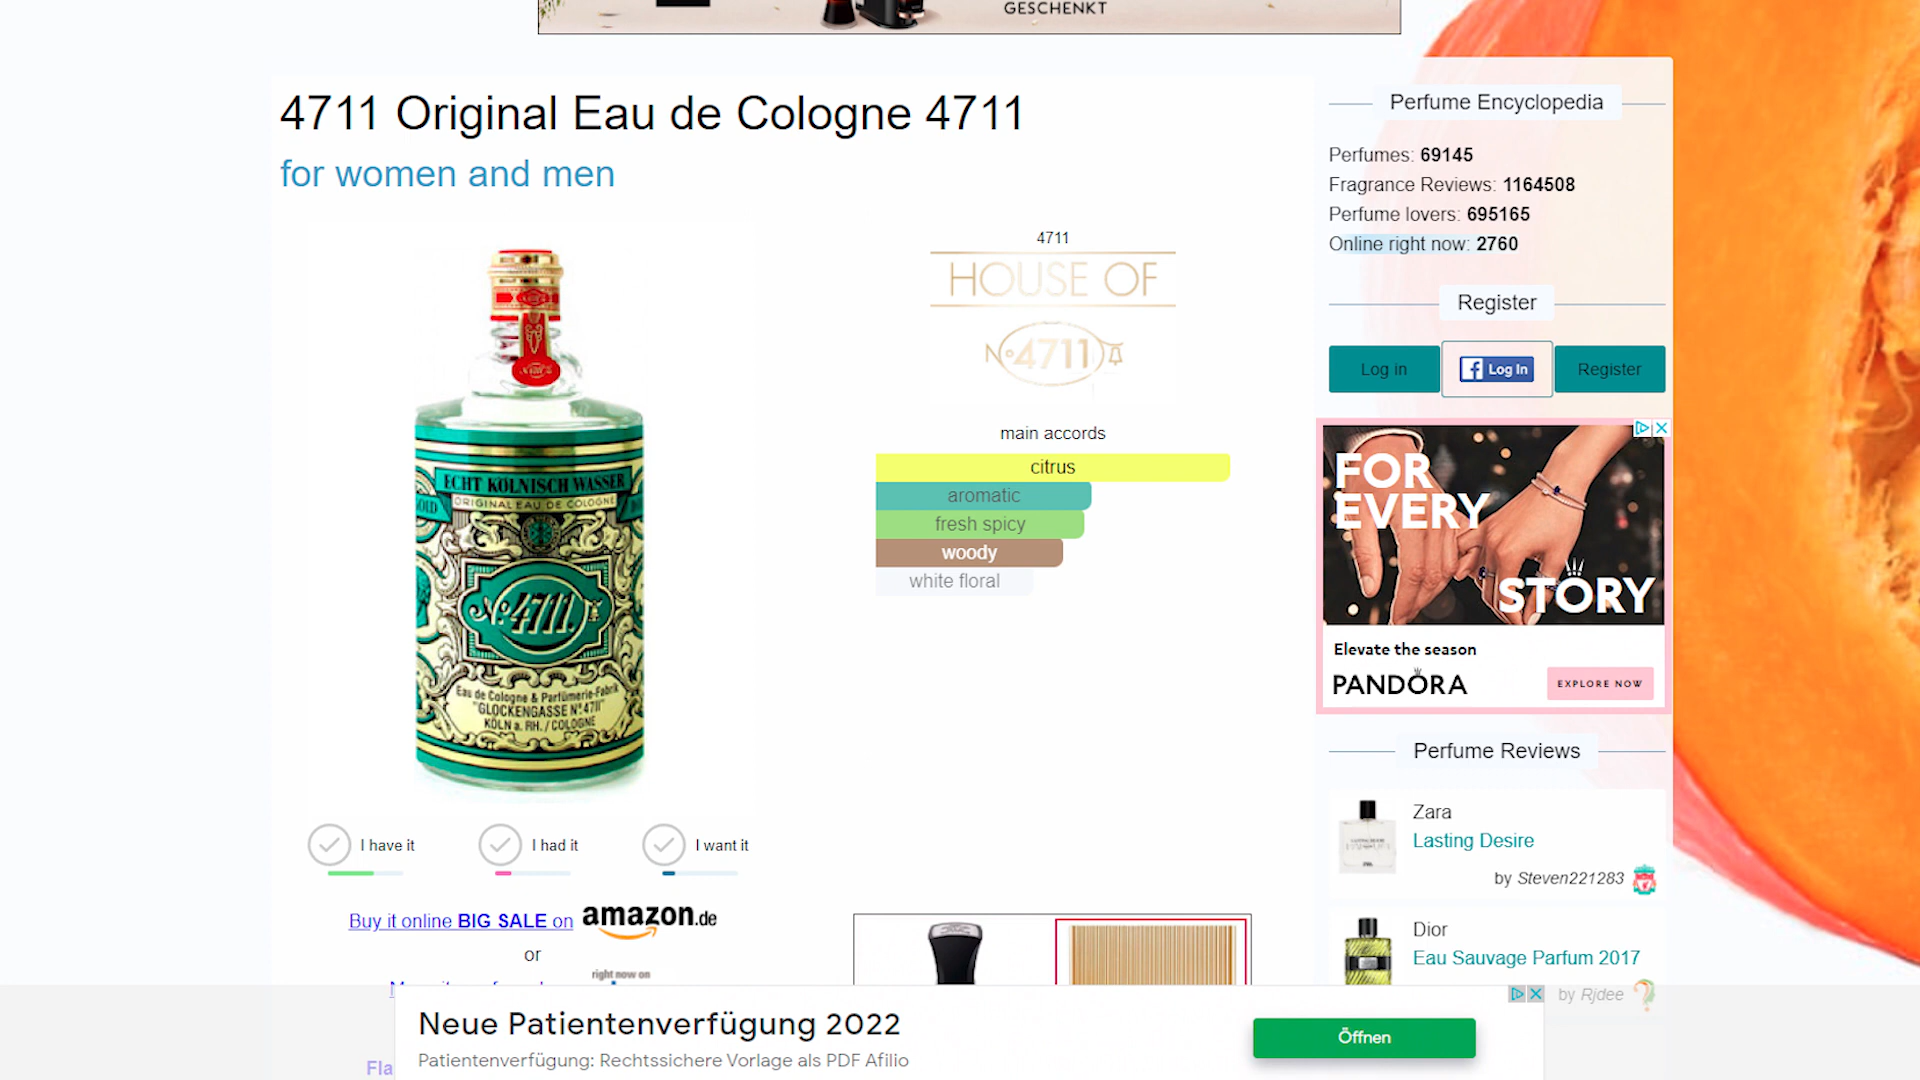 GESCHENKT
4711 Original Eau de Cologne 4711
for women and men
4711
HOUSE OF
Nº 4711
main accords
citrus
aromatic
fresh spicy
woody
white floral
ECHT KÖLNISCH WASSER
ORIGINAL EAU DE COLOGNE
Nº 4711
Eau de Cologne & Parfümerie-Fabrik
"GLOCKENGASSE Nº 4711"
KÖLN a. RH. / COLOGNE
I have it
I had it
I want it
Buy it online BIG SALE on amazon.de
or
right now on
Perfume Encyclopedia
Perfumes: 69145
Fragrance Reviews: 1164508
Perfume lovers: 695165
Online right now: 2760
Register
Log in
Log In
Register
FOR
EVERY
STORY
Elevate the season
PANDORA
EXPLORE NOW
Perfume Reviews
Zara
Lasting Desire
by Steven221283
Dior
Eau Sauvage Parfum 2017
by Rjdee
Neue Patientenverfügung 2022
Patientenverfügung: Rechtssichere Vorlage als PDF Afilio
Öffnen
Fla